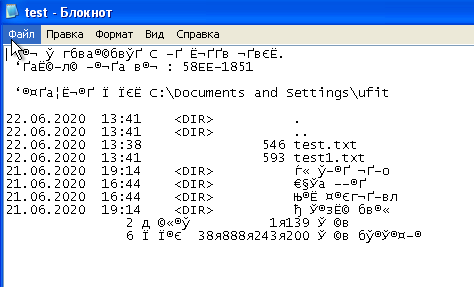 test - Блокнот
Файл Правка Формат Вид Справка
®¬ ў гбва®©бвўҐ C -Ґ Ё¬ҐҐв ¬ҐвЄЁ.
‘ҐаЁ©-л© -®¬Ґа в®¬ : 58EE-1851
‘®¤Ґа¦Ё¬®Ґ Ї ЇЄЁ C:\Documents and Settings\ufit
22.06.2020 13:41 <DIR> .
22.06.2020 13:41 <DIR> ..
22.06.2020 13:38 546 test.txt
22.06.2020 13:41 593 test1.txt
21.06.2020 19:14 <DIR> ѓ« ў-®Ґ ¬Ґ-о
21.06.2020 16:44 <DIR> €§Ўа --®Ґ
21.06.2020 16:44 <DIR> Њ®Ё ¤®Єг¬Ґ-вл
21.06.2020 19:14 <DIR> ђ Ў®зЁ© бв®«
2 д ©«®ў 1я139 Ў ©в
6 Ї Ї®Є 38я888я243я200 Ў ©в бў®Ў®¤-®